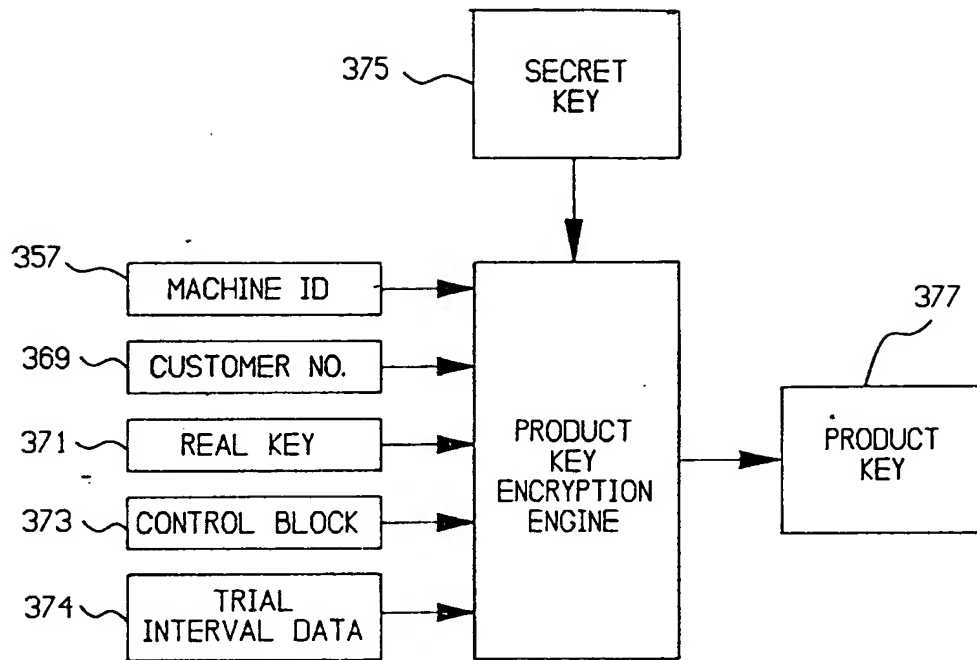 375
SECRET
KEY
357
MACHINE ID
369
CUSTOMER NO.
371
REAL KEY
373
CONTROL BLOCK
374
TRIAL
INTERVAL DATA
PRODUCT
KEY
ENCRYPTION
ENGINE
377
PRODUCT
KEY